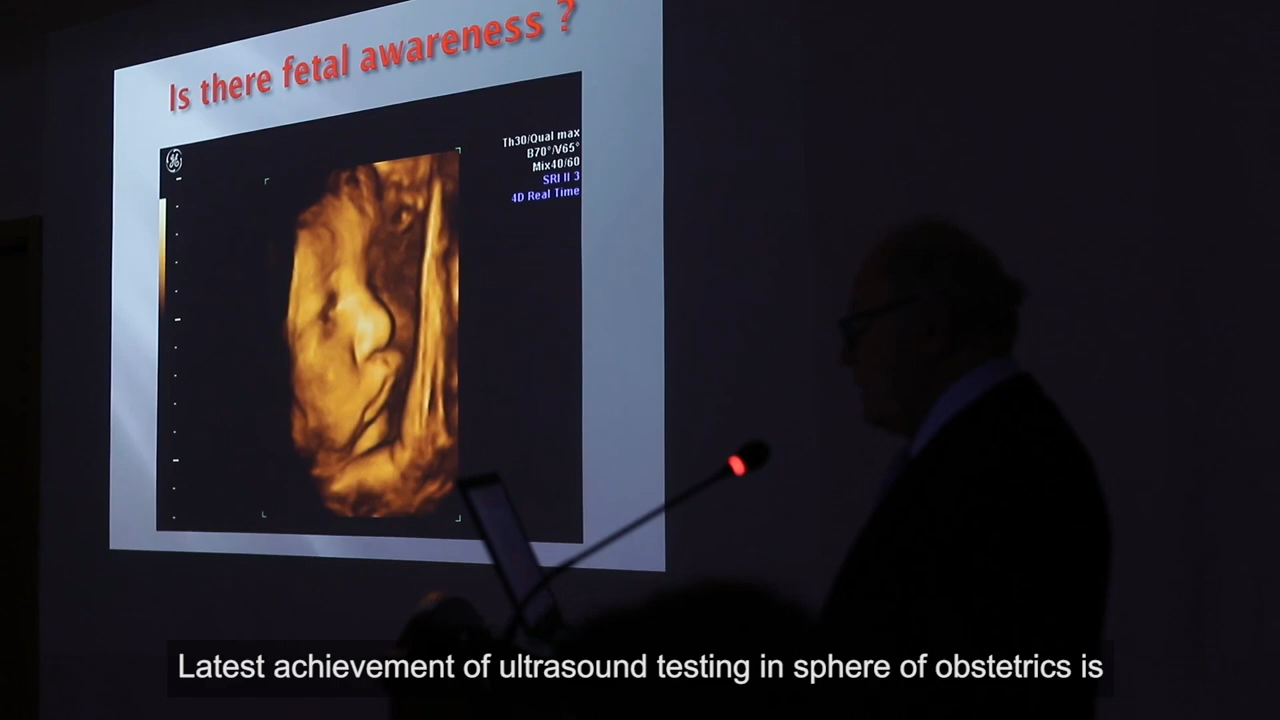 Is there fetal awareness ?
Th30/Qual max
B70°/V65°
Mix40/60
SRI II 3
4D Real Time
Latest achievement of ultrasound testing in sphere of obstetrics is